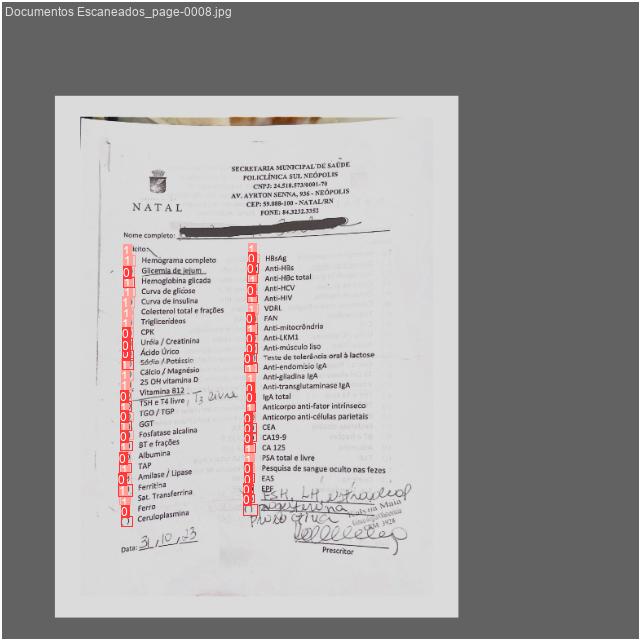 Documentos Escaneados_page-0008.jpg
SECRETARIA MUNICIPAL DE SAÚDE
POLICLÍNICA SUL NEÓPOLIS
CNPJ: 24.518.573/0001-70
AV. AYRTON SENNA, 936 - NEÓPOLIS
CEP: 59.088-100 - NATAL/RN
FONE: 84.3232.3352
NATAL
Nome completo:
Hemograma completo
Glicemia de jejum
Hemoglobina glicada
Curva de glicose
Curva de insulina
Colesterol total e frações
Triglicerídeos
CPK
Uréia / Creatinina
Ácido Úrico
Sódio / Potássio
Cálcio / Magnésio
25 OH vitamina D
Vitamina B12
TSH e T4 livre, T3 livre
TGO / TGP
GGT
Fosfatase alcalina
BT e frações
Albumina
TAP
Amilase / Lipase
Ferritina
Sat. Transferrina
Ferro
Ceruloplasmina
HBsAg
Anti-HBs
Anti-HBc total
Anti-HCV
Anti-HIV
VDRL
FAN
Anti-mitocrôndria
Anti-LKM1
Anti-músculo liso
Teste de tolerância oral à lactose
Anti-endomísio IgA
Anti-gliadina IgA
Anti-transglutaminase IgA
IgA total
Anticorpo anti-fator intrínseco
Anticorpo anti-células parietais
CEA
CA19-9
CA 125
PSA total e livre
Pesquisa de sangue oculto nas fezes
EAS
EPF
FSH, LH, estradiol
Maia
CRM 3928
Data: 31,10,23
Prescritor